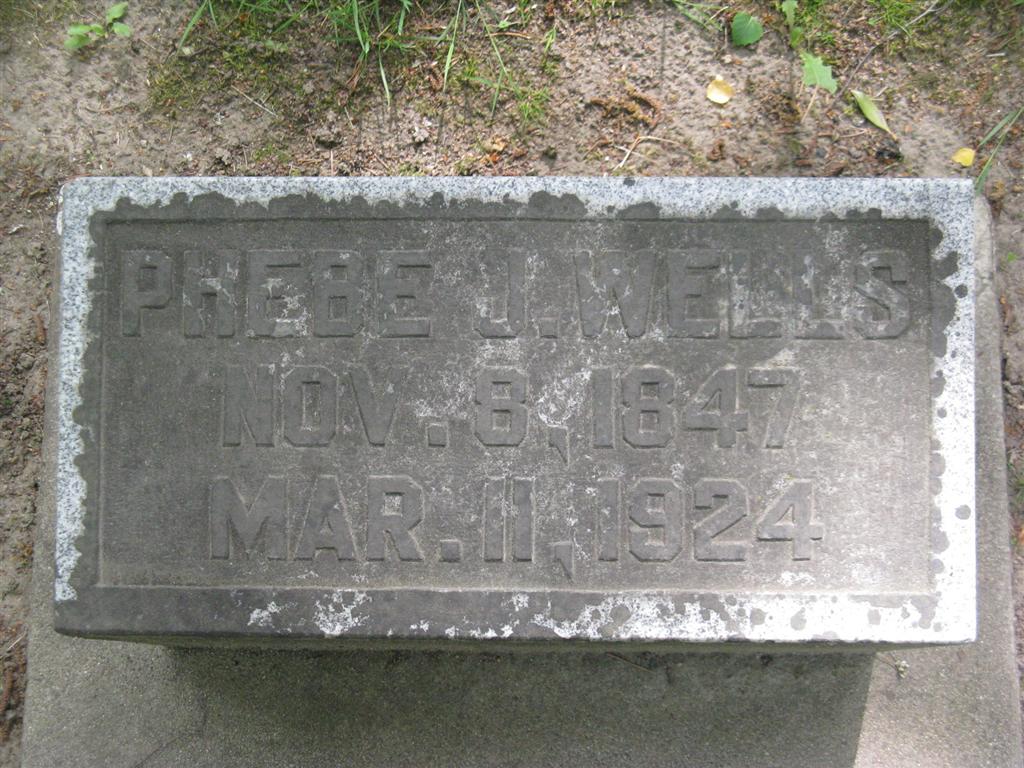 PHEBE J. WELLS
NOV. 8, 1847
MAR. 11, 1924